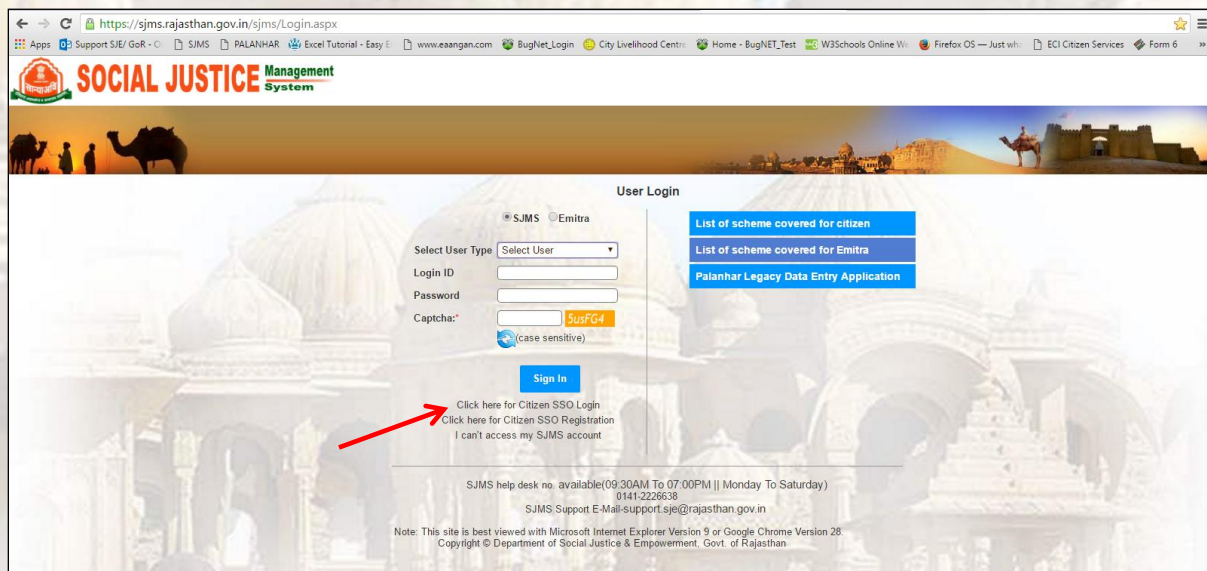 https://sjms.rajasthan.gov.in/sjms/Login.aspx
Apps Support SJE/ GoR - O SJMS PALANHAR Excel Tutorial - Easy E www.eaangan.com BugNet_Login City Livelihood Centre Home - BugNET_Test W3Schools Online We Firefox OS — Just wha ECI Citizen Services Form 6 »
SOCIAL JUSTICE Management System
User Login
SJMS Emitra
Select User Type Select User
Login ID
Password
Captcha:* 5usFG4
(case sensitive)
Sign In
Click here for Citizen SSO Login
Click here for Citizen SSO Registration
I can't access my SJMS account
List of scheme covered for citizen
List of scheme covered for Emitra
Palanhar Legacy Data Entry Application
SJMS help desk no. available(09:30AM To 07:00PM || Monday To Saturday)
0141-2226638
SJMS Support E-Mail-support.sje@rajasthan.gov.in
Note: This site is best viewed with Microsoft Internet Explorer Version 9 or Google Chrome Version 28.
Copyright © Department of Social Justice & Empowerment, Govt. of Rajasthan